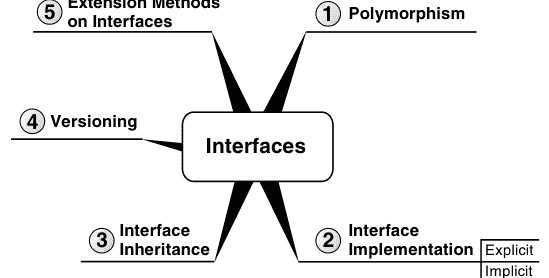 5 Extension Methods
on Interfaces
1 Polymorphism
4 Versioning
Interfaces
3 Interface
Inheritance
2 Interface
Implementation
Explicit
Implicit